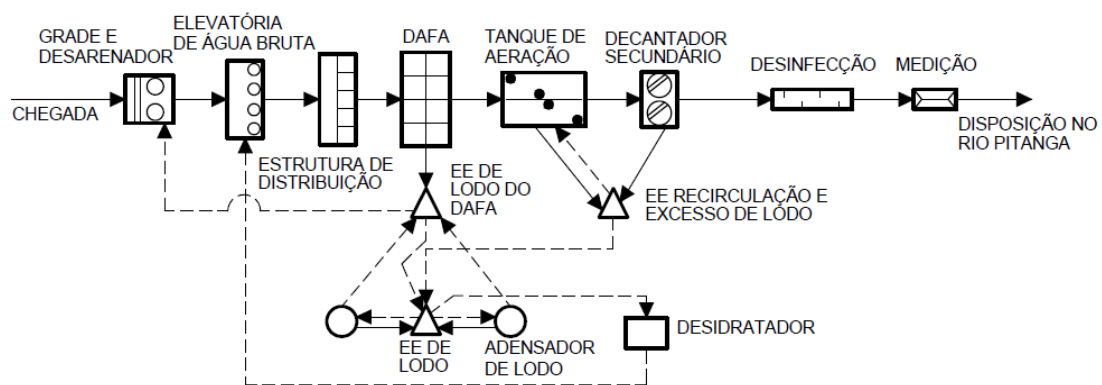 GRADE E
DESARENADOR
ELEVATÓRIA
DE ÁGUA BRUTA
DAFA
TANQUE DE
AERAÇÃO
DECANTADOR
SECUNDÁRIO
DESINFECÇÃO
MEDIÇÃO
CHEGADA
DISPOSIÇÃO NO
RIO PITANGA
ESTRUTURA DE
DISTRIBUIÇÃO
EE DE
LODO DO
DAFA
EE RECIRCULAÇÃO E
EXCESSO DE LODO
EE DE
LODO
ADENSADOR
DE LODO
DESIDRATADOR